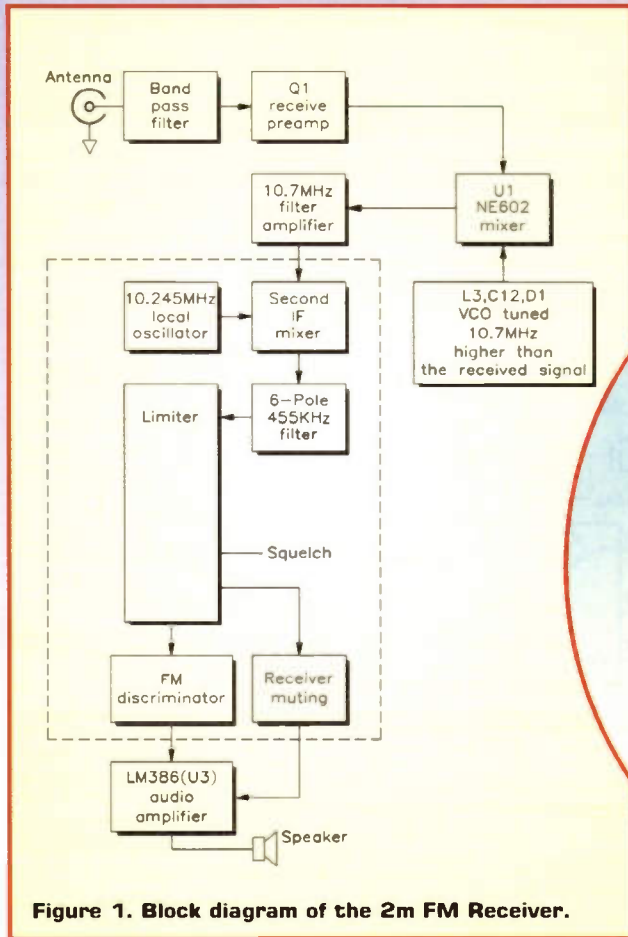 Antenna
Band
pass
filter
Q1
receive
preamp
10.7MHz
filter
amplifier
U1
NE602
mixer
10.245MHz
local
oscillator
Second
IF
mixer
L3,C12,D1
VCO tuned
10.7MHz
higher than
the received signal
Limiter
6-Pole
455KHz
filter
Squelch
FM
discriminator
Receiver
muting
LM386(U3)
audio
amplifier
Speaker
Figure 1. Block diagram of the 2m FM Receiver.